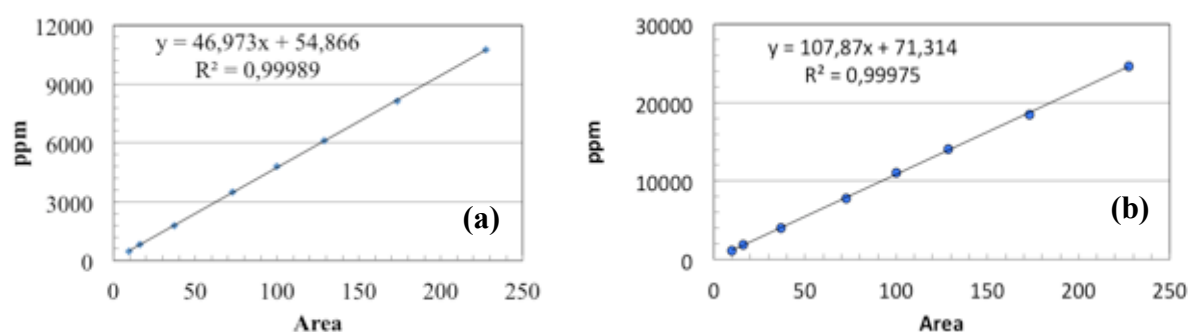 12000
9000
6000
3000
0
ppm
y = 46,973x + 54,866
R² = 0,99989
(a)
0 50 100 150 200 250
Area
30000
20000
10000
0
ppm
y = 107,87x + 71,314
R² = 0,99975
(b)
0 50 100 150 200 250
Area